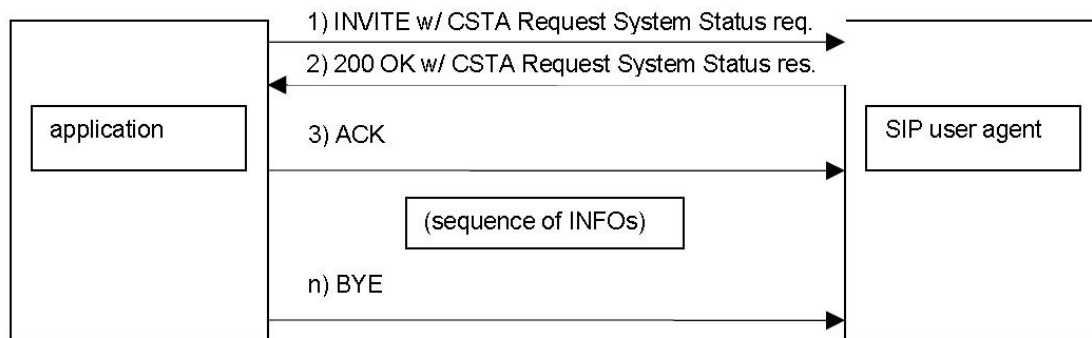 1) INVITE w/ CSTA Request System Status req.
2) 200 OK w/ CSTA Request System Status res.
application
3) ACK
SIP user agent
(sequence of INFOs)
n) BYE